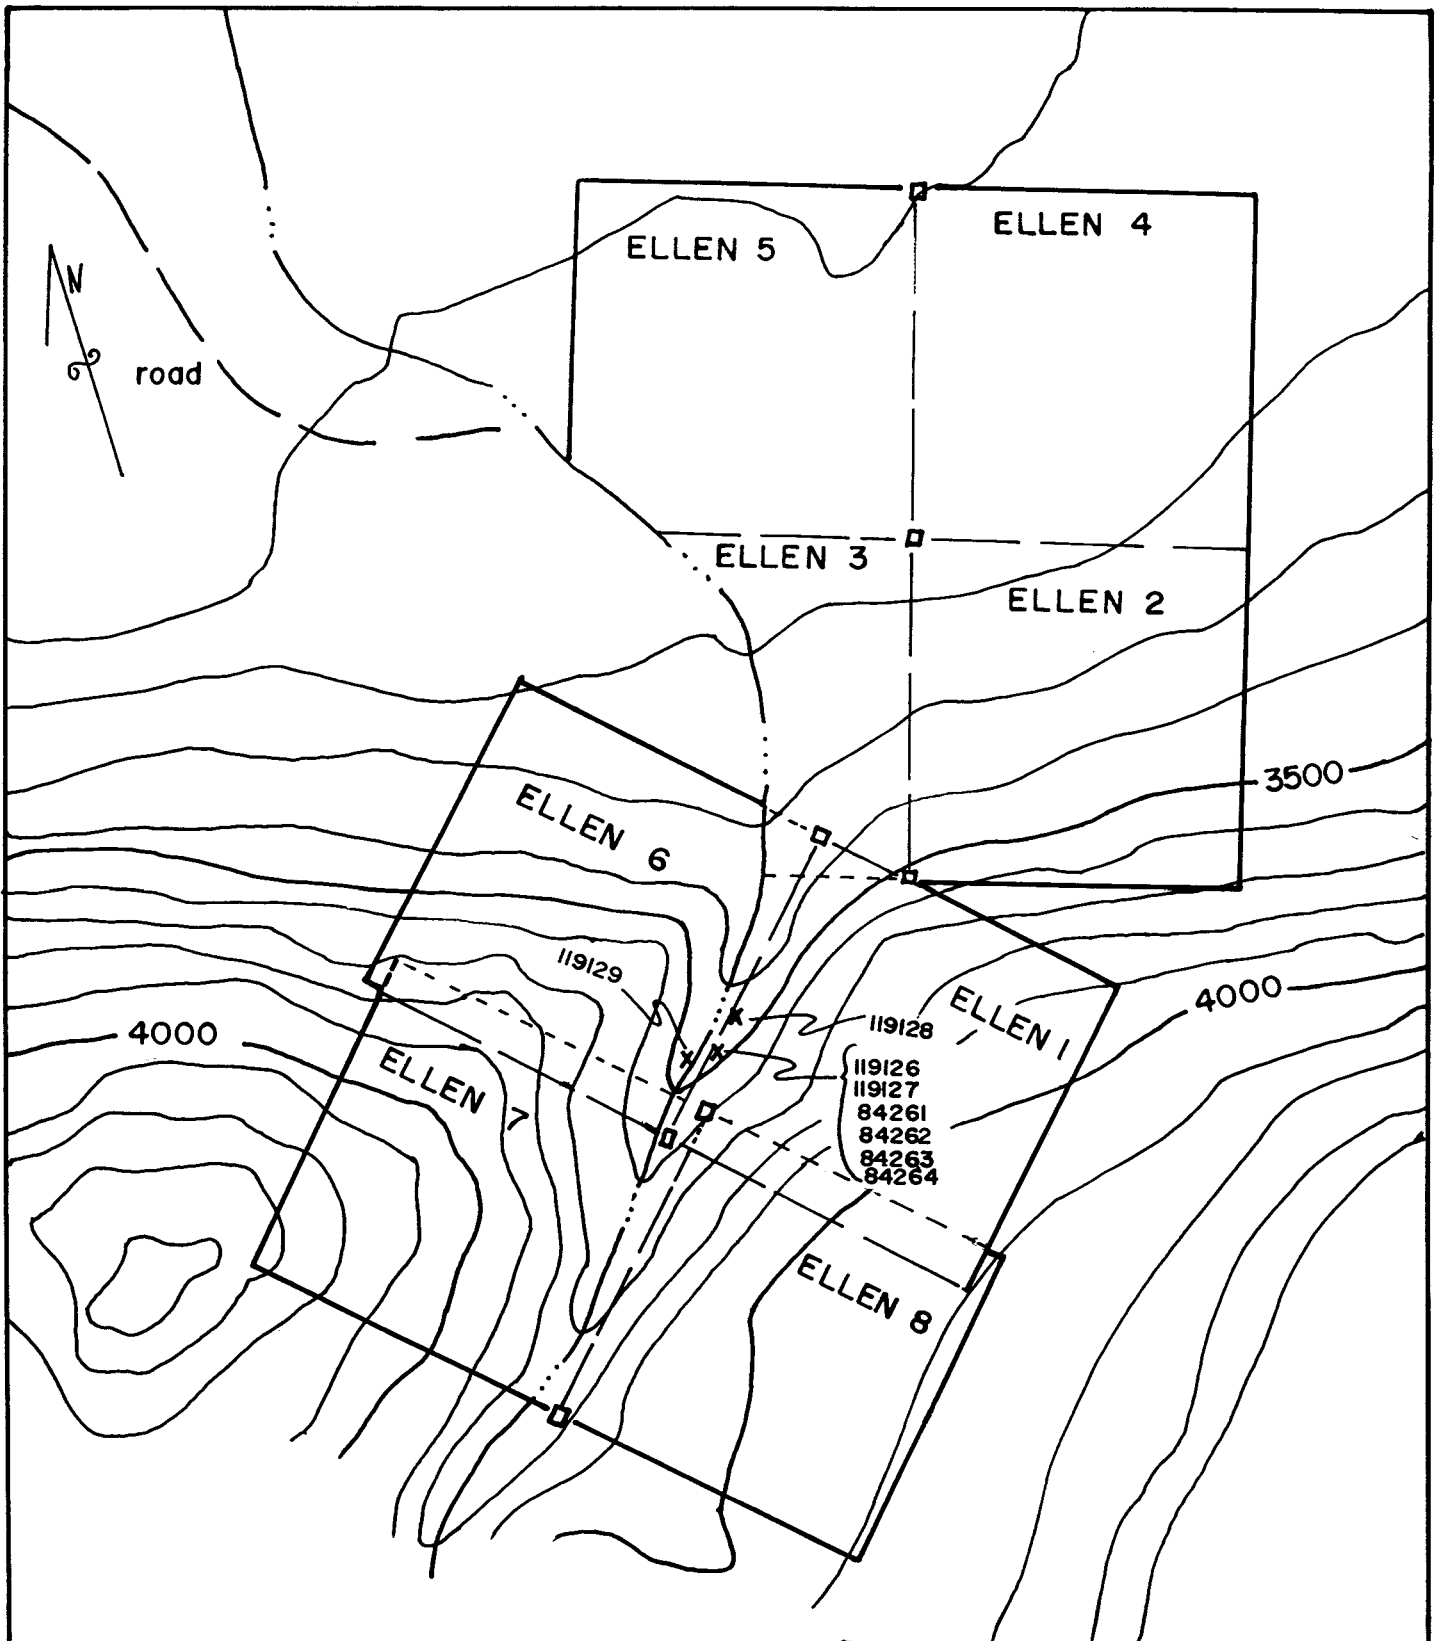 ELLEN 4
ELLEN 5
N
road
ELLEN 3
ELLEN 2
3500
ELLEN 6
119129
4000
ELLEN 1
119128
4000
ELLEN 7
119126
119127
84261
84262
84263
84264
ELLEN 8